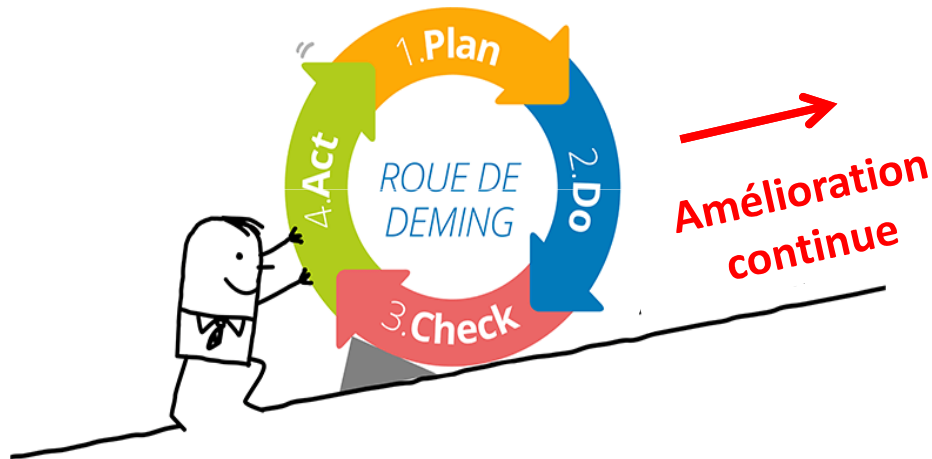 1.Plan
2.Do
3.Check
4.Act
ROUE DE
DEMING
Amélioration
continue